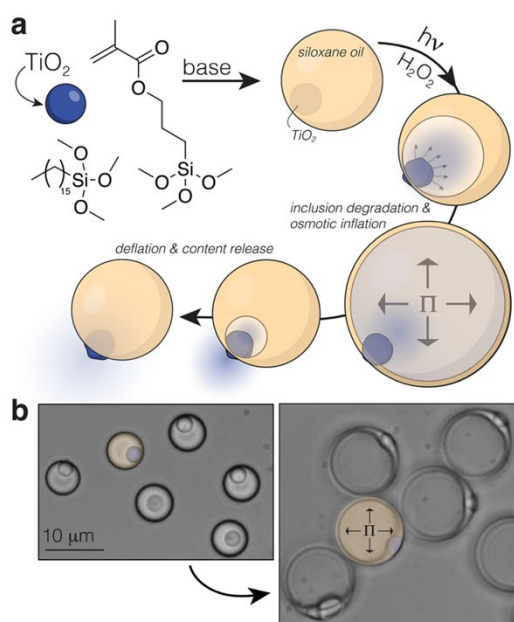 a
TiO2
O
O
base
siloxane oil
TiO2
hν
H2O2
Si
O
O
O
15
Si
O
O
O
inclusion degradation &
osmotic inflation
deflation & content release
Π
b
10 μm
Π